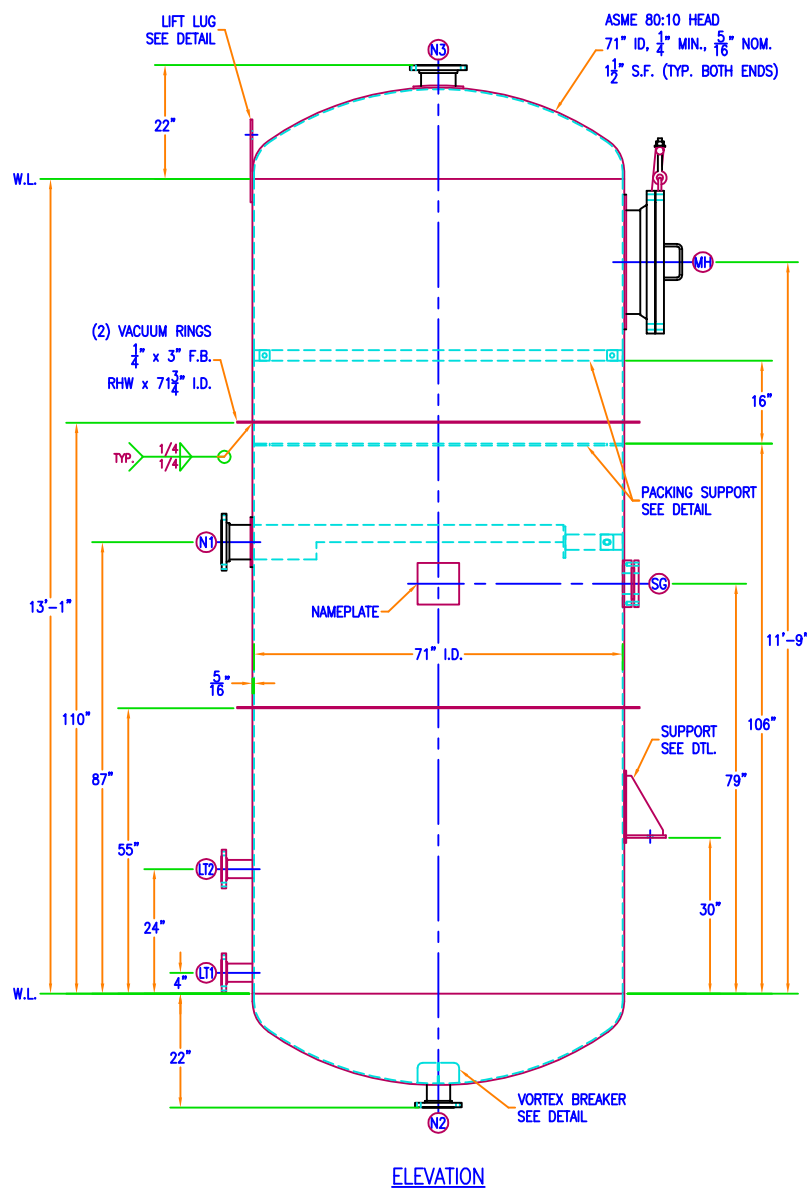 LIFT LUG
SEE DETAIL
N3
ASME 80:10 HEAD
71" ID, 1/4" MIN., 5/16" NOM.
1 1/2" S.F. (TYP. BOTH ENDS)
22"
W.L.
MH
(2) VACUUM RINGS
1/4" x 3" F.B.
RHW x 71 3/4" I.D.
16"
TYP.
1/4
1/4
PACKING SUPPORT
SEE DETAIL
N1
NAMEPLATE
SG
13'-1"
11'-9"
71" I.D.
5/16"
110"
106"
SUPPORT
SEE DTL.
87"
79"
55"
LT2
24"
30"
LT1
4"
W.L.
22"
VORTEX BREAKER
SEE DETAIL
N2
ELEVATION